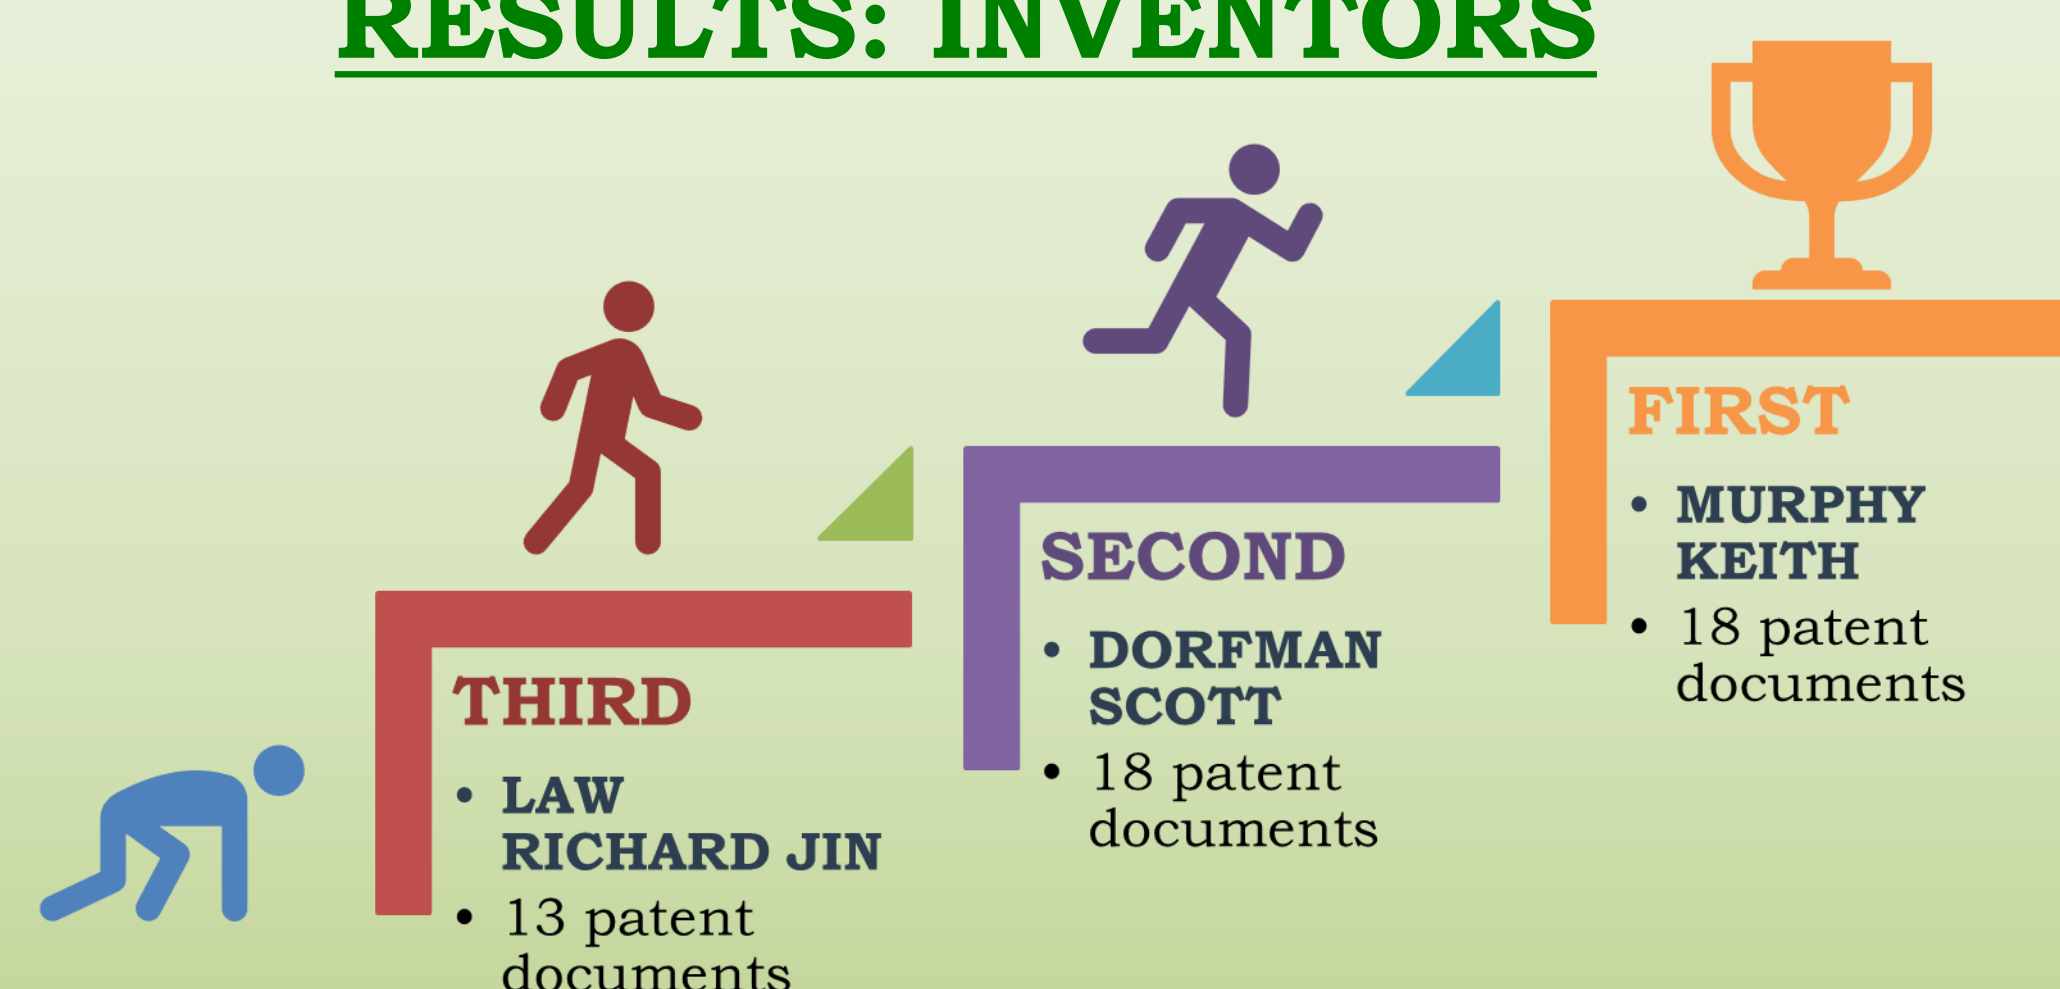 RESULTS: INVENTORS
FIRST
• MURPHY
KEITH
• 18 patent
documents
SECOND
• DORFMAN
SCOTT
• 18 patent
documents
THIRD
• LAW
RICHARD JIN
• 13 patent
documents